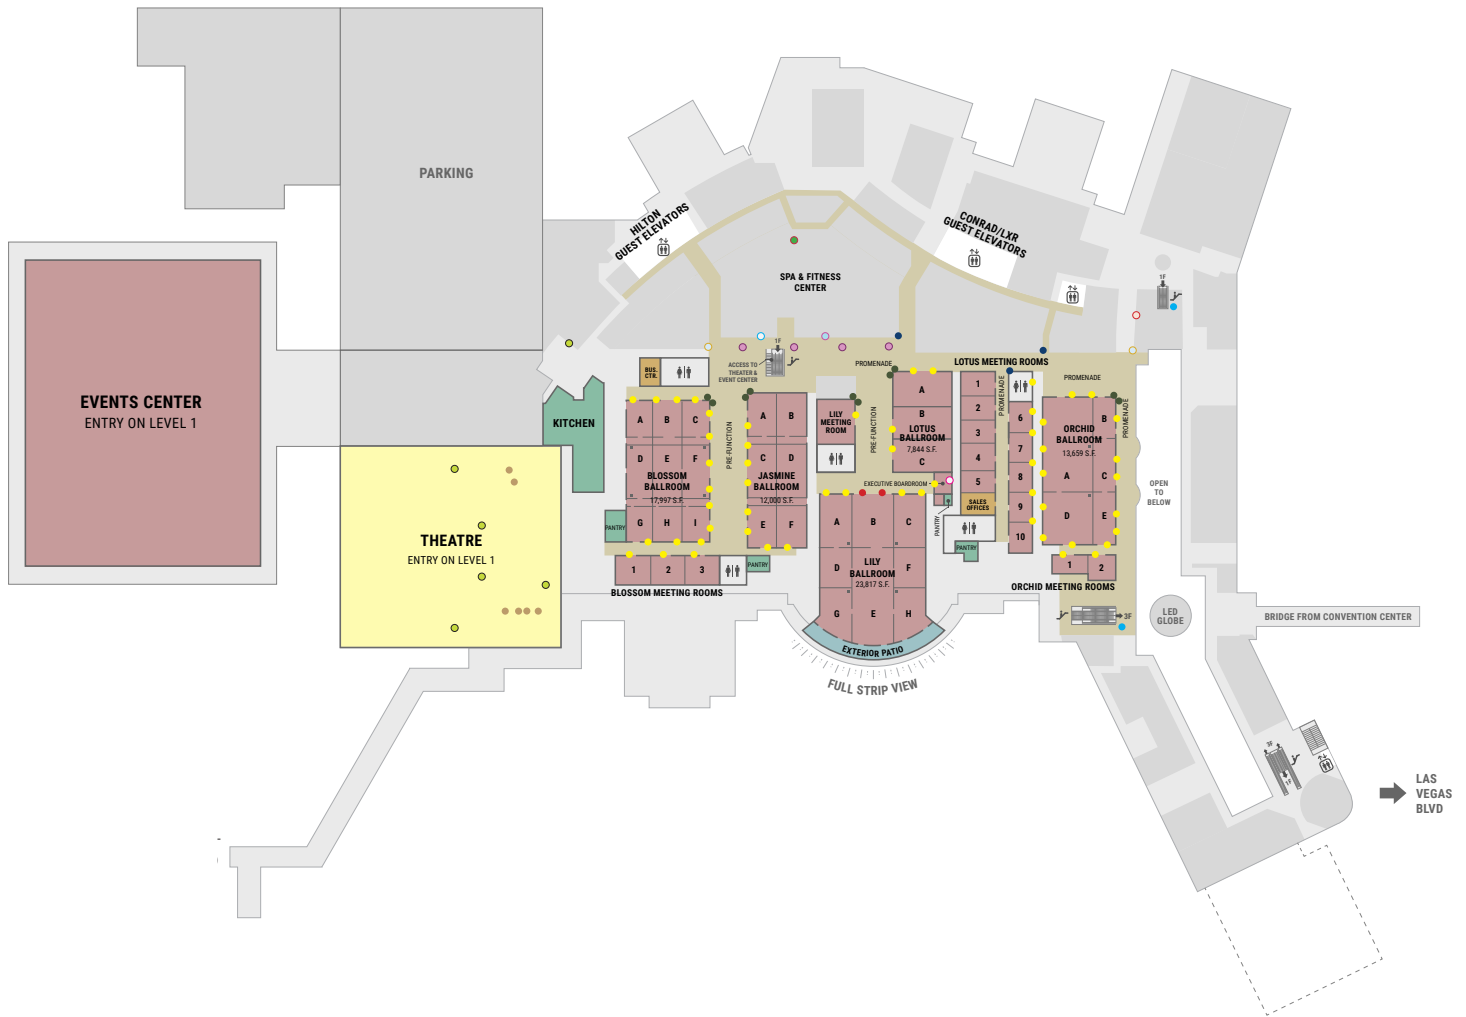 PARKING
HILTON
GUEST ELEVATORS
CONRAD/LXR
GUEST ELEVATORS
SPA & FITNESS
CENTER
1F
1F
ACCESS TO
THEATER &
EVENT CENTER
PROMENADE
LOTUS MEETING ROOMS
PROMENADE
PROMENADE
PROMENADE
BUS.
CTR.
EVENTS CENTER
ENTRY ON LEVEL 1
KITCHEN
THEATRE
ENTRY ON LEVEL 1
A
B
C
D
E
F
BLOSSOM
BALLROOM
17,997 S.F.
G
H
I
PANTRY
PRE-FUNCTION
A
B
C
D
JASMINE
BALLROOM
12,000 S.F.
E
F
PANTRY
1
2
3
BLOSSOM MEETING ROOMS
LILY
MEETING
ROOM
PRE-FUNCTION
A
B
LOTUS
BALLROOM
7,844 S.F.
C
EXECUTIVE BOARDROOM
PANTRY
1
2
3
4
5
SALES
OFFICES
PANTRY
6
7
8
9
10
B
ORCHID
BALLROOM
13,659 S.F.
A
C
D
E
1
2
ORCHID MEETING ROOMS
3F
A
B
C
D
LILY
BALLROOM
23,817 S.F.
F
G
E
H
EXTERIOR PATIO
FULL STRIP VIEW
OPEN
TO
BELOW
LED
GLOBE
BRIDGE FROM CONVENTION CENTER
3F
1F
LAS
VEGAS
BLVD